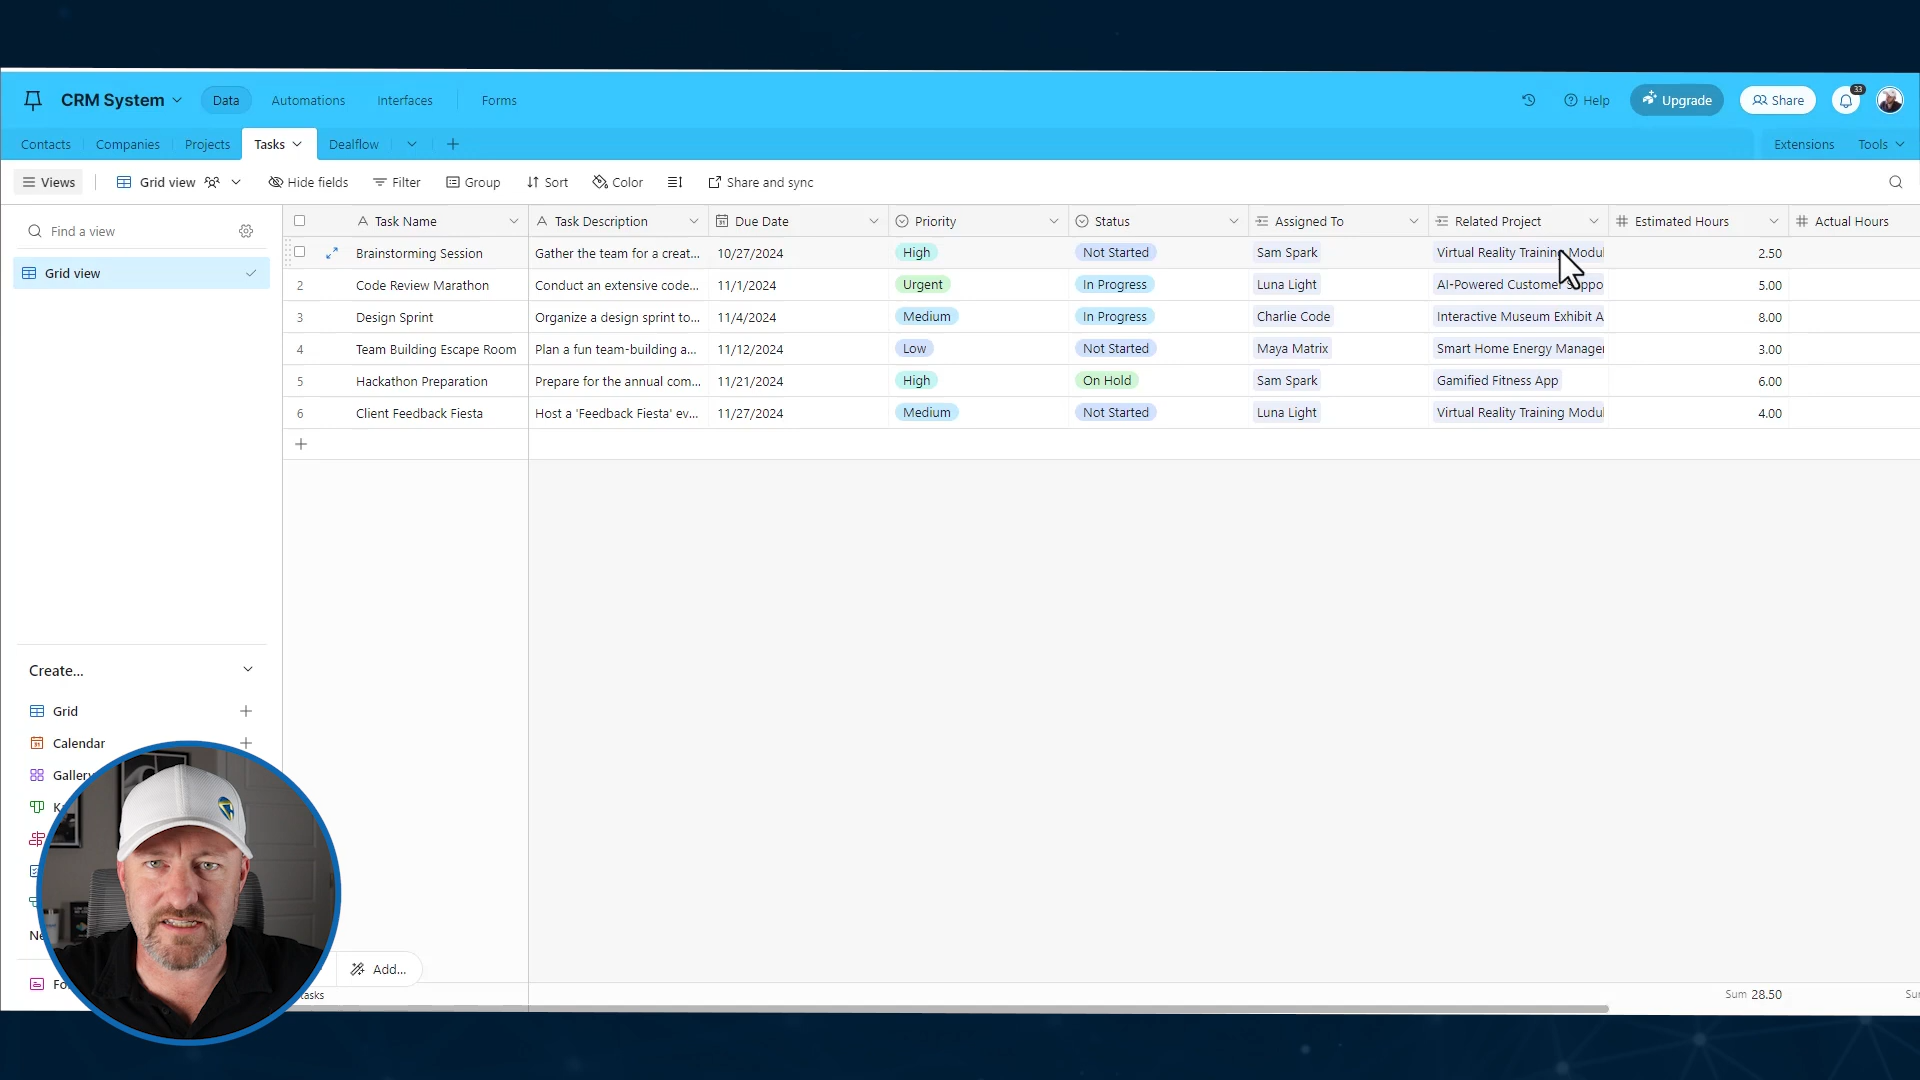 CRM System Data Automations Interfaces Forms Help Upgrade Share 33
Contacts Companies Projects Tasks Dealflow Extensions Tools
Views Grid view Hide fields Filter Group Sort Color Share and sync
Find a view
Grid view
Task Name Task Description Due Date Priority Status Assigned To Related Project Estimated Hours Actual Hours
Brainstorming Session Gather the team for a creat... 10/27/2024 High Not Started Sam Spark Virtual Reality Training Modul 2.50
2 Code Review Marathon Conduct an extensive code... 11/1/2024 Urgent In Progress Luna Light AI-Powered Customer Suppo 5.00
3 Design Sprint Organize a design sprint to... 11/4/2024 Medium In Progress Charlie Code Interactive Museum Exhibit A 8.00
4 Team Building Escape Room Plan a fun team-building a... 11/12/2024 Low Not Started Maya Matrix Smart Home Energy Manager 3.00
5 Hackathon Preparation Prepare for the annual com... 11/21/2024 High On Hold Sam Spark Gamified Fitness App 6.00
6 Client Feedback Fiesta Host a 'Feedback Fiesta' ev... 11/27/2024 Medium Not Started Luna Light Virtual Reality Training Modul 4.00
Create...
Grid
Calendar
Gallery
Add...
tasks Sum 28.50